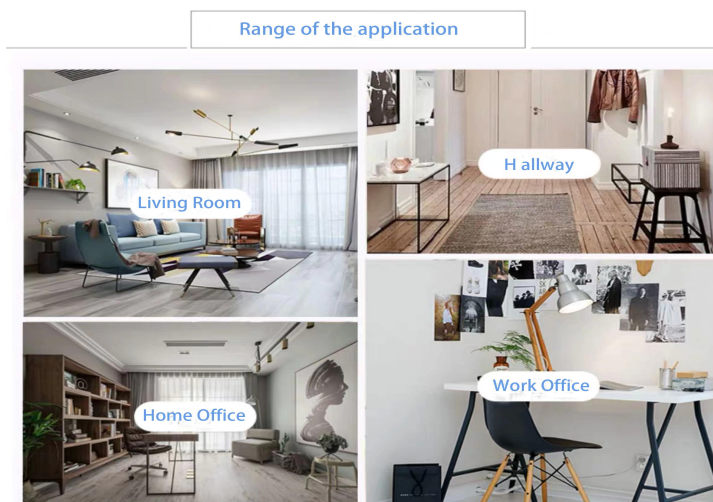 Range of the application
Living Room
H allway
Home Office
Work Office